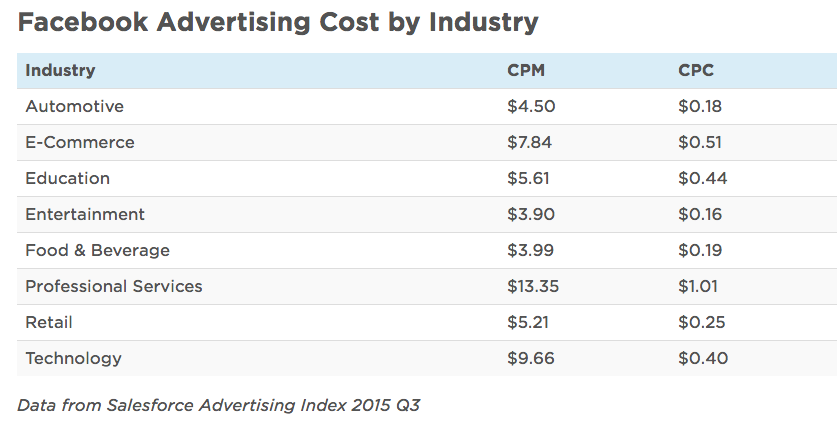 Facebook Advertising Cost by Industry
Industry CPM CPC
Automotive $4.50 $0.18
E-Commerce $7.84 $0.51
Education $5.61 $0.44
Entertainment $3.90 $0.16
Food & Beverage $3.99 $0.19
Professional Services $13.35 $1.01
Retail $5.21 $0.25
Technology $9.66 $0.40
Data from Salesforce Advertising Index 2015 Q3